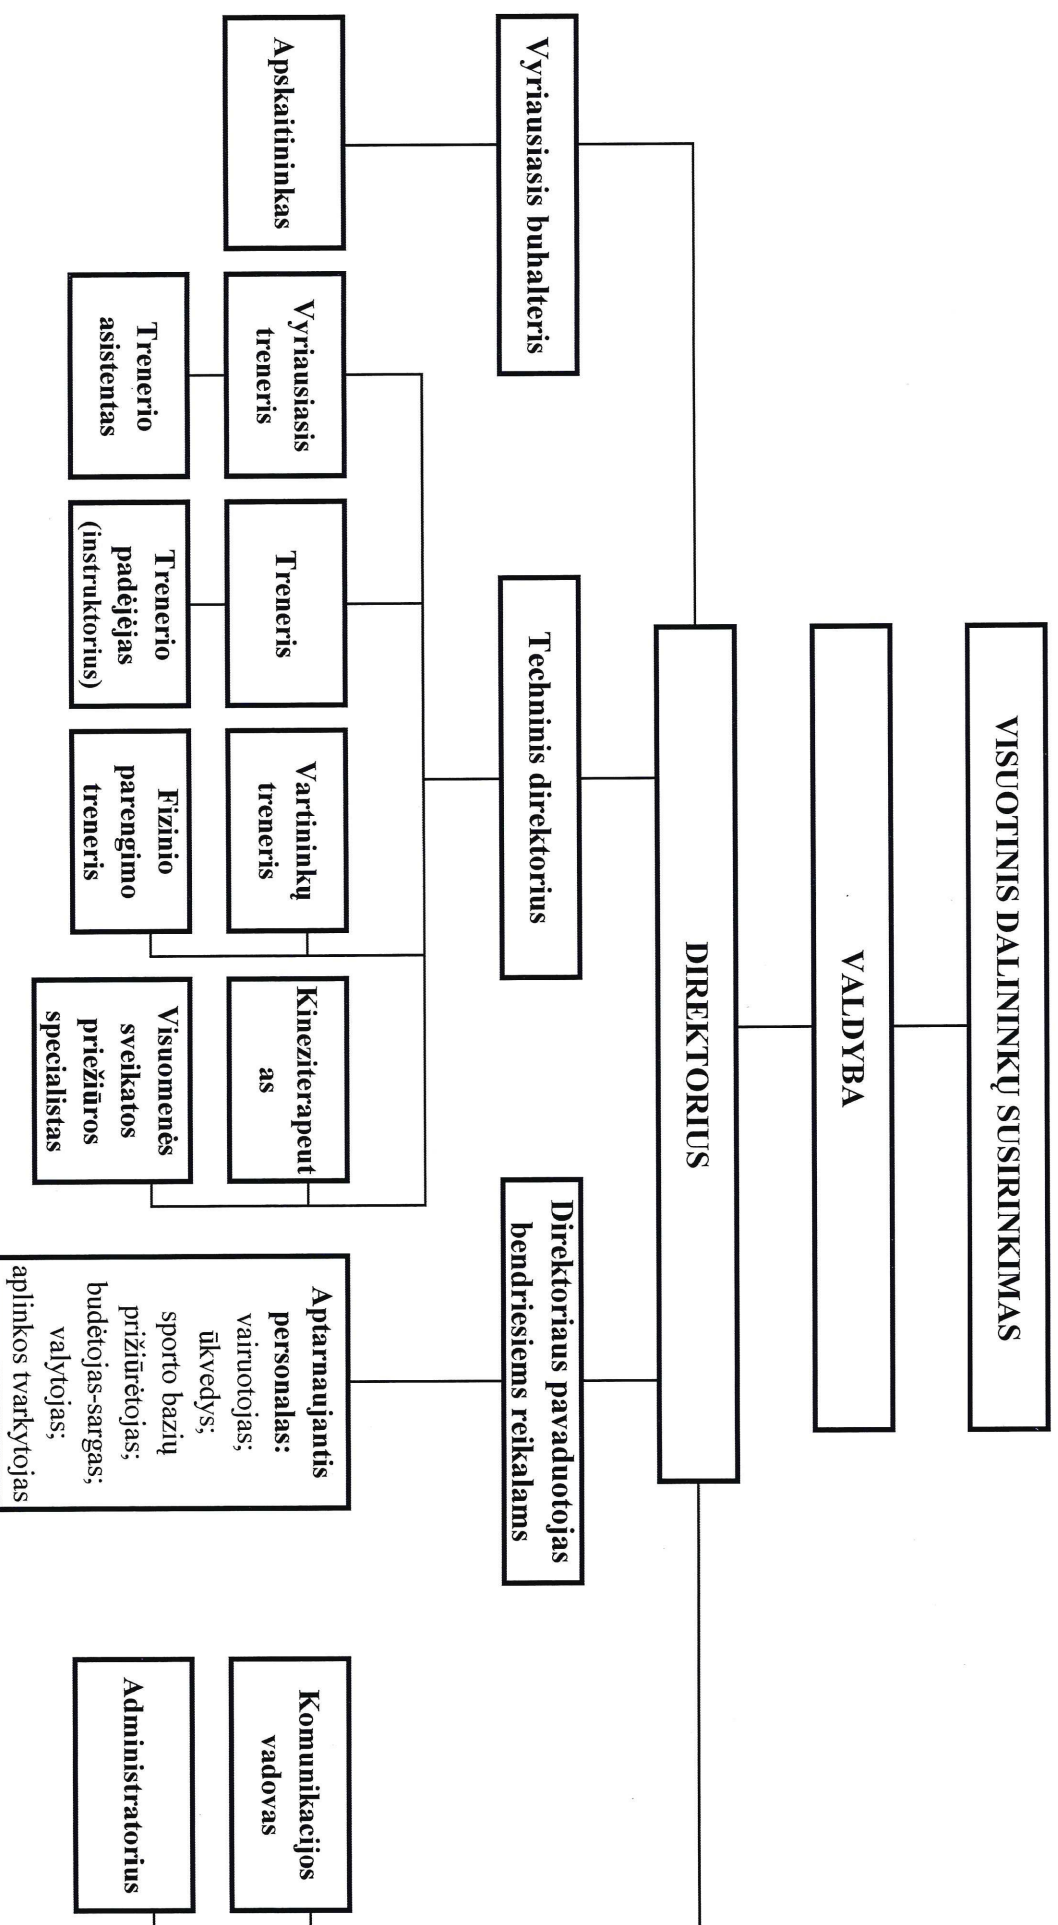 VISUOTINIS DALININKŲ SUSIRINKIMAS
VALDYBA
DIREKTORIUS
Vyriausiasis buhalteris
Techninis direktorius
Direktoriaus pavaduotojas
bendriesiems reikalams
Apskaitininkas
Vyriausiasis
treneris
Treneris
Vartininkų
treneris
Kineziterapeut
as
Aptarnaujantis
personalas:
vairuotojas;
ūkvedys;
sporto bazių
prižiūrėtojas;
budėtojas-sargas;
valytojas;
aplinkos tvarkytojas
Komunikacijos
vadovas
Trenerio
asistentas
Trenerio
padėjėjas
(instruktorius)
Fizinio
parengimo
treneris
Visuomenės
sveikatos
priežiūros
specialistas
Administratorius